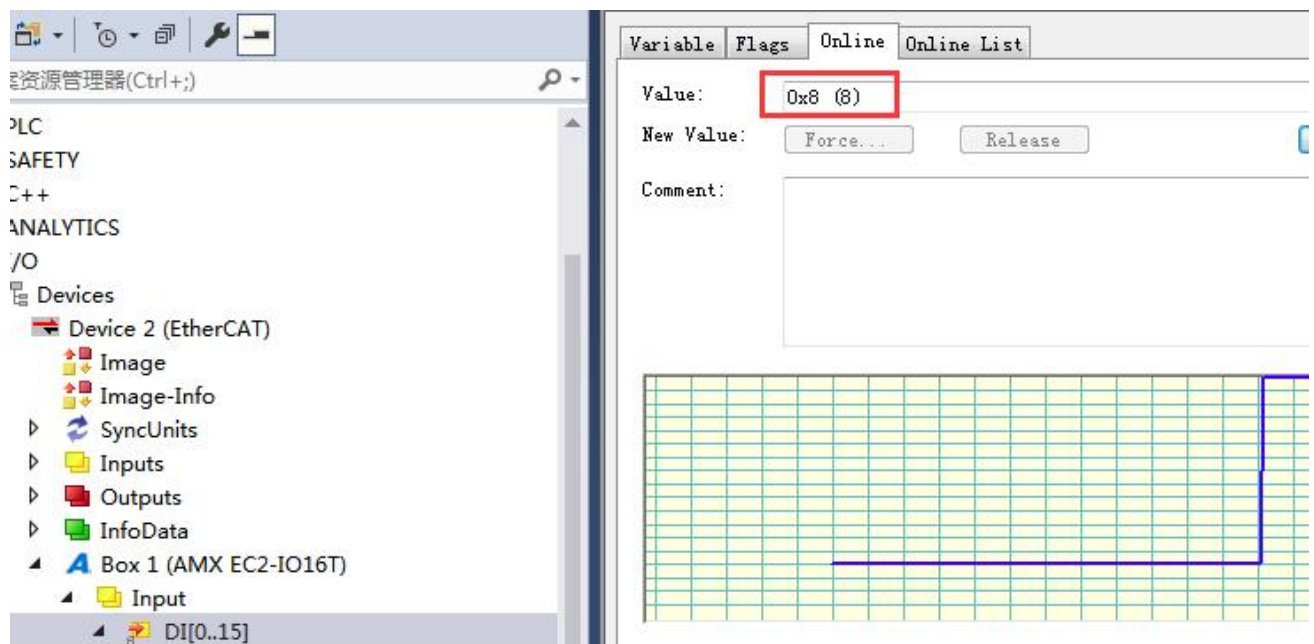 资源管理器(Ctrl+;)
PLC
SAFETY
C++
ANALYTICS
I/O
Devices
Device 2 (EtherCAT)
Image
Image-Info
SyncUnits
Inputs
Outputs
InfoData
Box 1 (AMX EC2-IO16T)
Input
DI[0..15]
Variable Flags Online Online List
Value: 0x8 (8)
New Value: Force... Release
Comment: